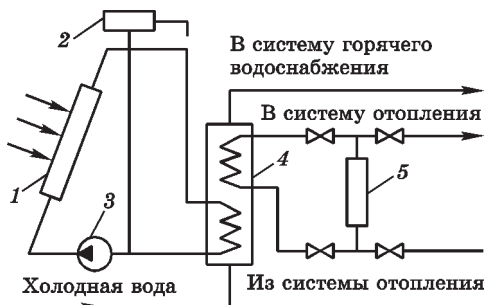 2
В систему горячего
водоснабжения
В систему отопления
4
5
1
3
Холодная вода
Из системы отопления